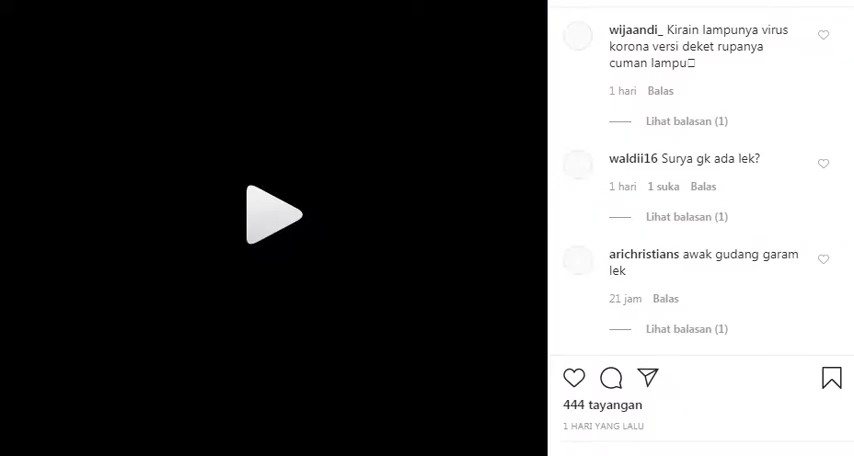 wijaandi_ Kirain lampunya virus
korona versi deket rupanya
cuman lampu
1 hari Balas
Lihat balasan (1)
waldii16 Surya gk ada lek?
1 hari 1 suka Balas
Lihat balasan (1)
arichristians awak gudang garam
lek
21 jam Balas
Lihat balasan (1)
444 tayangan
1 HARI YANG LALU